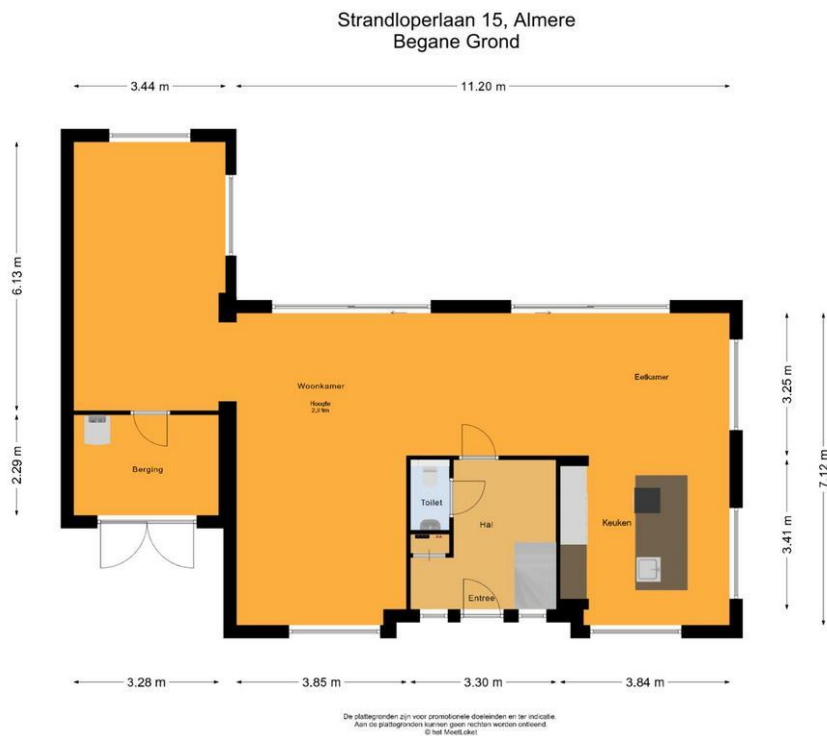 Strandloperlaan 15, Almere
Begane Grond
3.44 m
11.20 m
6.13 m
2.29 m
3.25 m
3.41 m
7.12 m
Woonkamer
Hoogte
Eetkamer
Berging
Toilet
Hal
Keuken
Entree
3.28 m
3.85 m
3.30 m
3.84 m
De plattegronden zijn voor promotionele doeleinden en ter indicatie.
Aan de plattegronden kunnen geen rechten worden ontleend.
© het MeetLoket